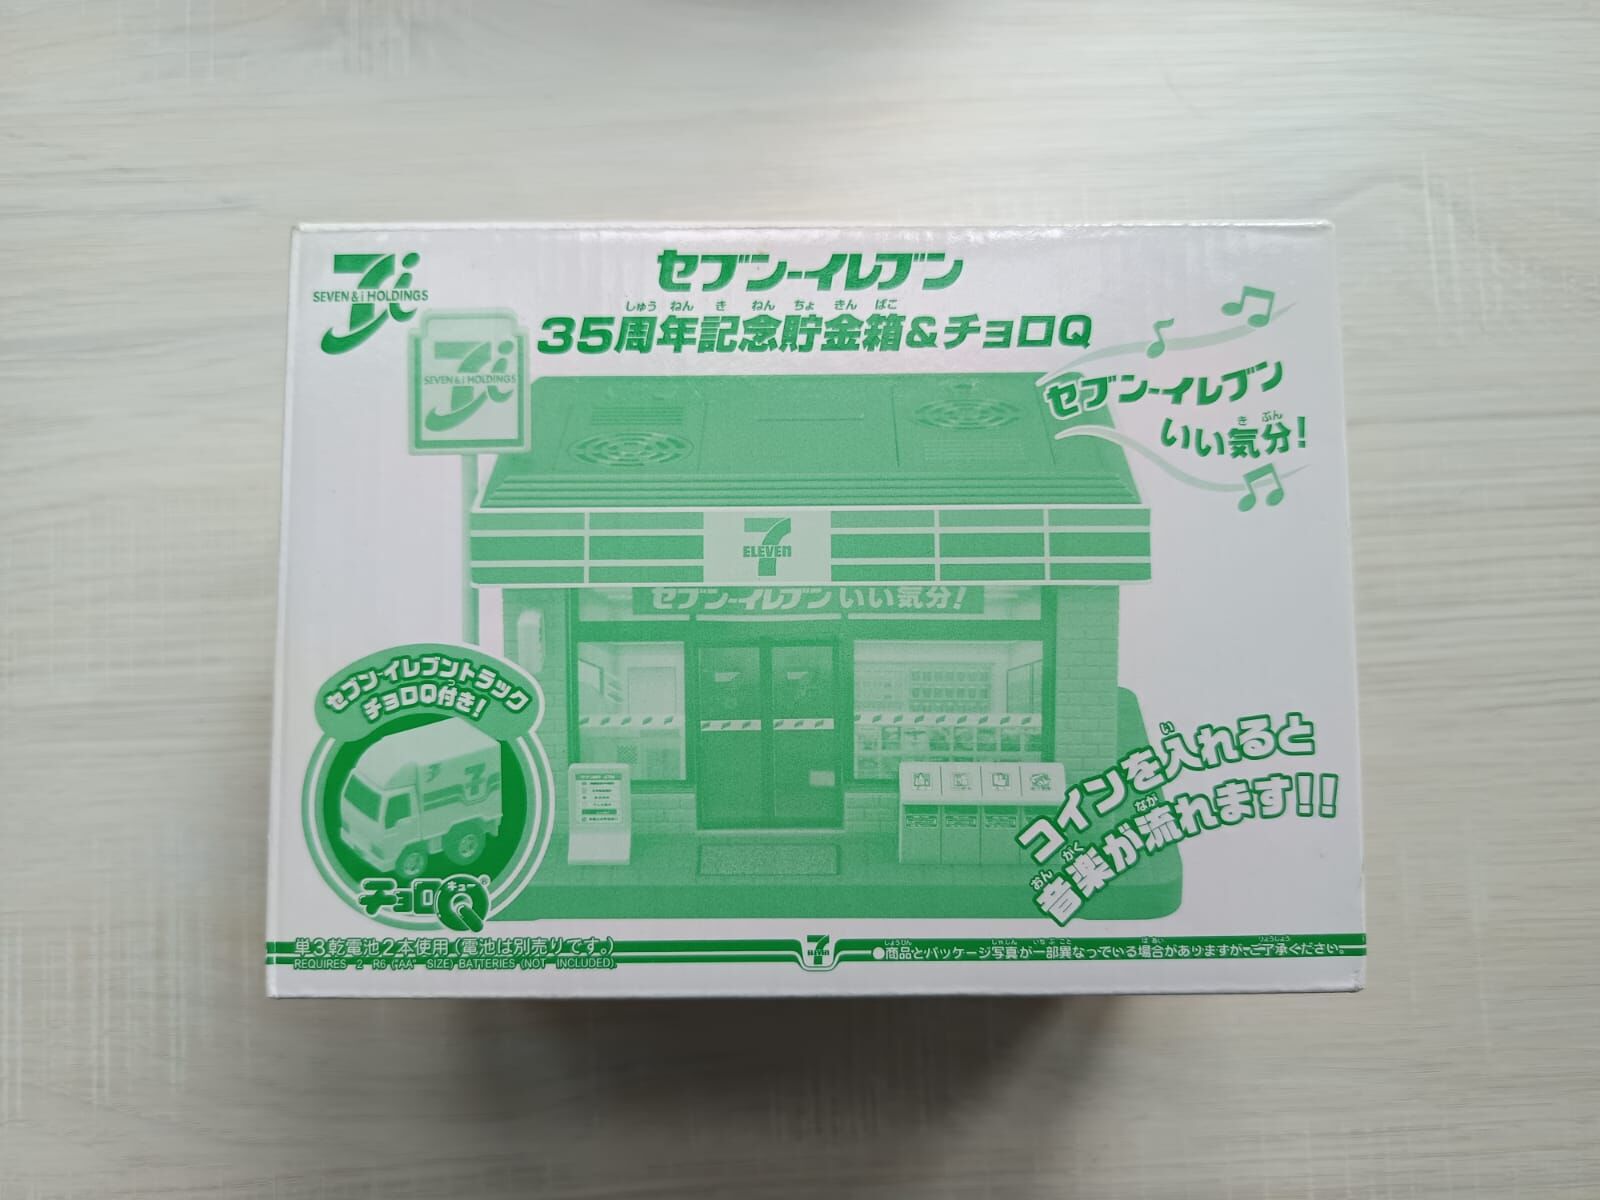 SEVEN & i HOLDINGS
セブン-イレブン
しゅう ねん き ねん ちょ きん ばこ
35周年記念貯金箱&チョロQ
SEVEN & i HOLDINGS
セブン-イレブン
き ぶん
いい気分!
7
ELEVEN
セブン-イレブン いい気分!
セブン-イレブントラック
つ
チョロQ付き!
い
コインを入れると
おん がく なが
音楽が流れます!!
チョロQ
キュー
®
単3乾電池2本使用(電池は別売りです。)
REQUIRES 2 R6 ("AA" SIZE) BATTERIES (NOT INCLUDED).
7
ELEVEN
しょうひん しゃしん いちぶ こと ば あい りょうしょう
●商品とパッケージ写真が一部異なっている場合がありますが、ご了承ください。